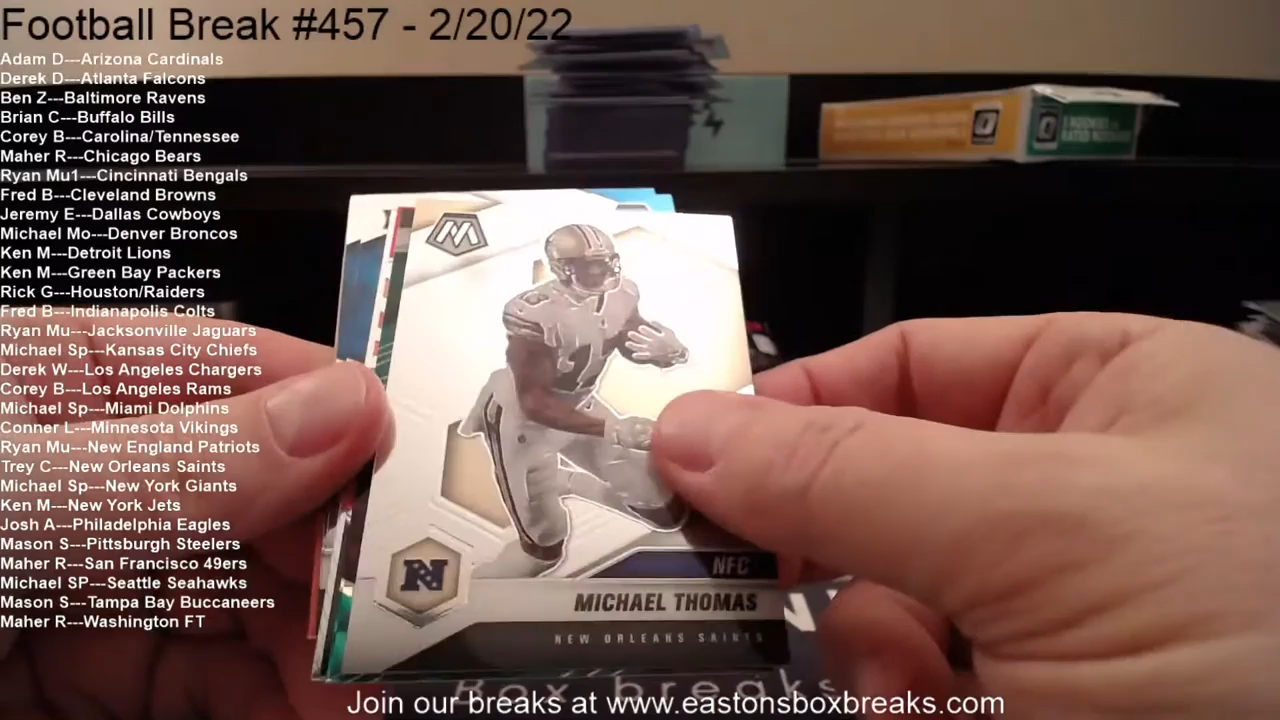 Football Break #457 - 2/20/22
Adam D---Arizona Cardinals
Derek D---Atlanta Falcons
Ben Z---Baltimore Ravens
Brian C---Buffalo Bills
Corey B---Carolina/Tennessee
Maher R---Chicago Bears
Ryan Mu1---Cincinnati Bengals
Fred B---Cleveland Browns
Jeremy E---Dallas Cowboys
Michael Mo---Denver Broncos
Ken M---Detroit Lions
Ken M---Green Bay Packers
Rick G---Houston/Raiders
Fred B---Indianapolis Colts
Ryan Mu---Jacksonville Jaguars
Michael Sp---Kansas City Chiefs
Derek W---Los Angeles Chargers
Corey B---Los Angeles Rams
Michael Sp---Miami Dolphins
Conner L---Minnesota Vikings
Ryan Mu---New England Patriots
Trey C---New Orleans Saints
Michael Sp---New York Giants
Ken M---New York Jets
Josh A---Philadelphia Eagles
Mason S---Pittsburgh Steelers
Maher R---San Francisco 49ers
Michael SP---Seattle Seahawks
Mason S---Tampa Bay Buccaneers
Maher R---Washington FT
M
N
NFC
MICHAEL THOMAS
NEW ORLEANS SAINTS
Box breaks
Join our breaks at www.eastonsboxbreaks.com